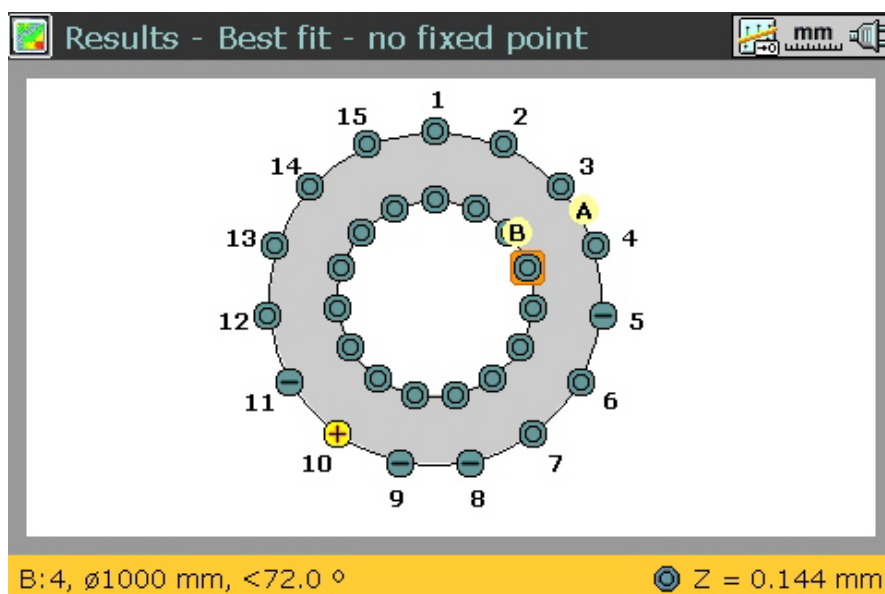 Results - Best fit - no fixed point
mm
1
15
2
14
3
A
13
B
4
12
5
11
6
10
7
9
8
B:4, ø1000 mm, <72.0 º
Z = 0.144 mm